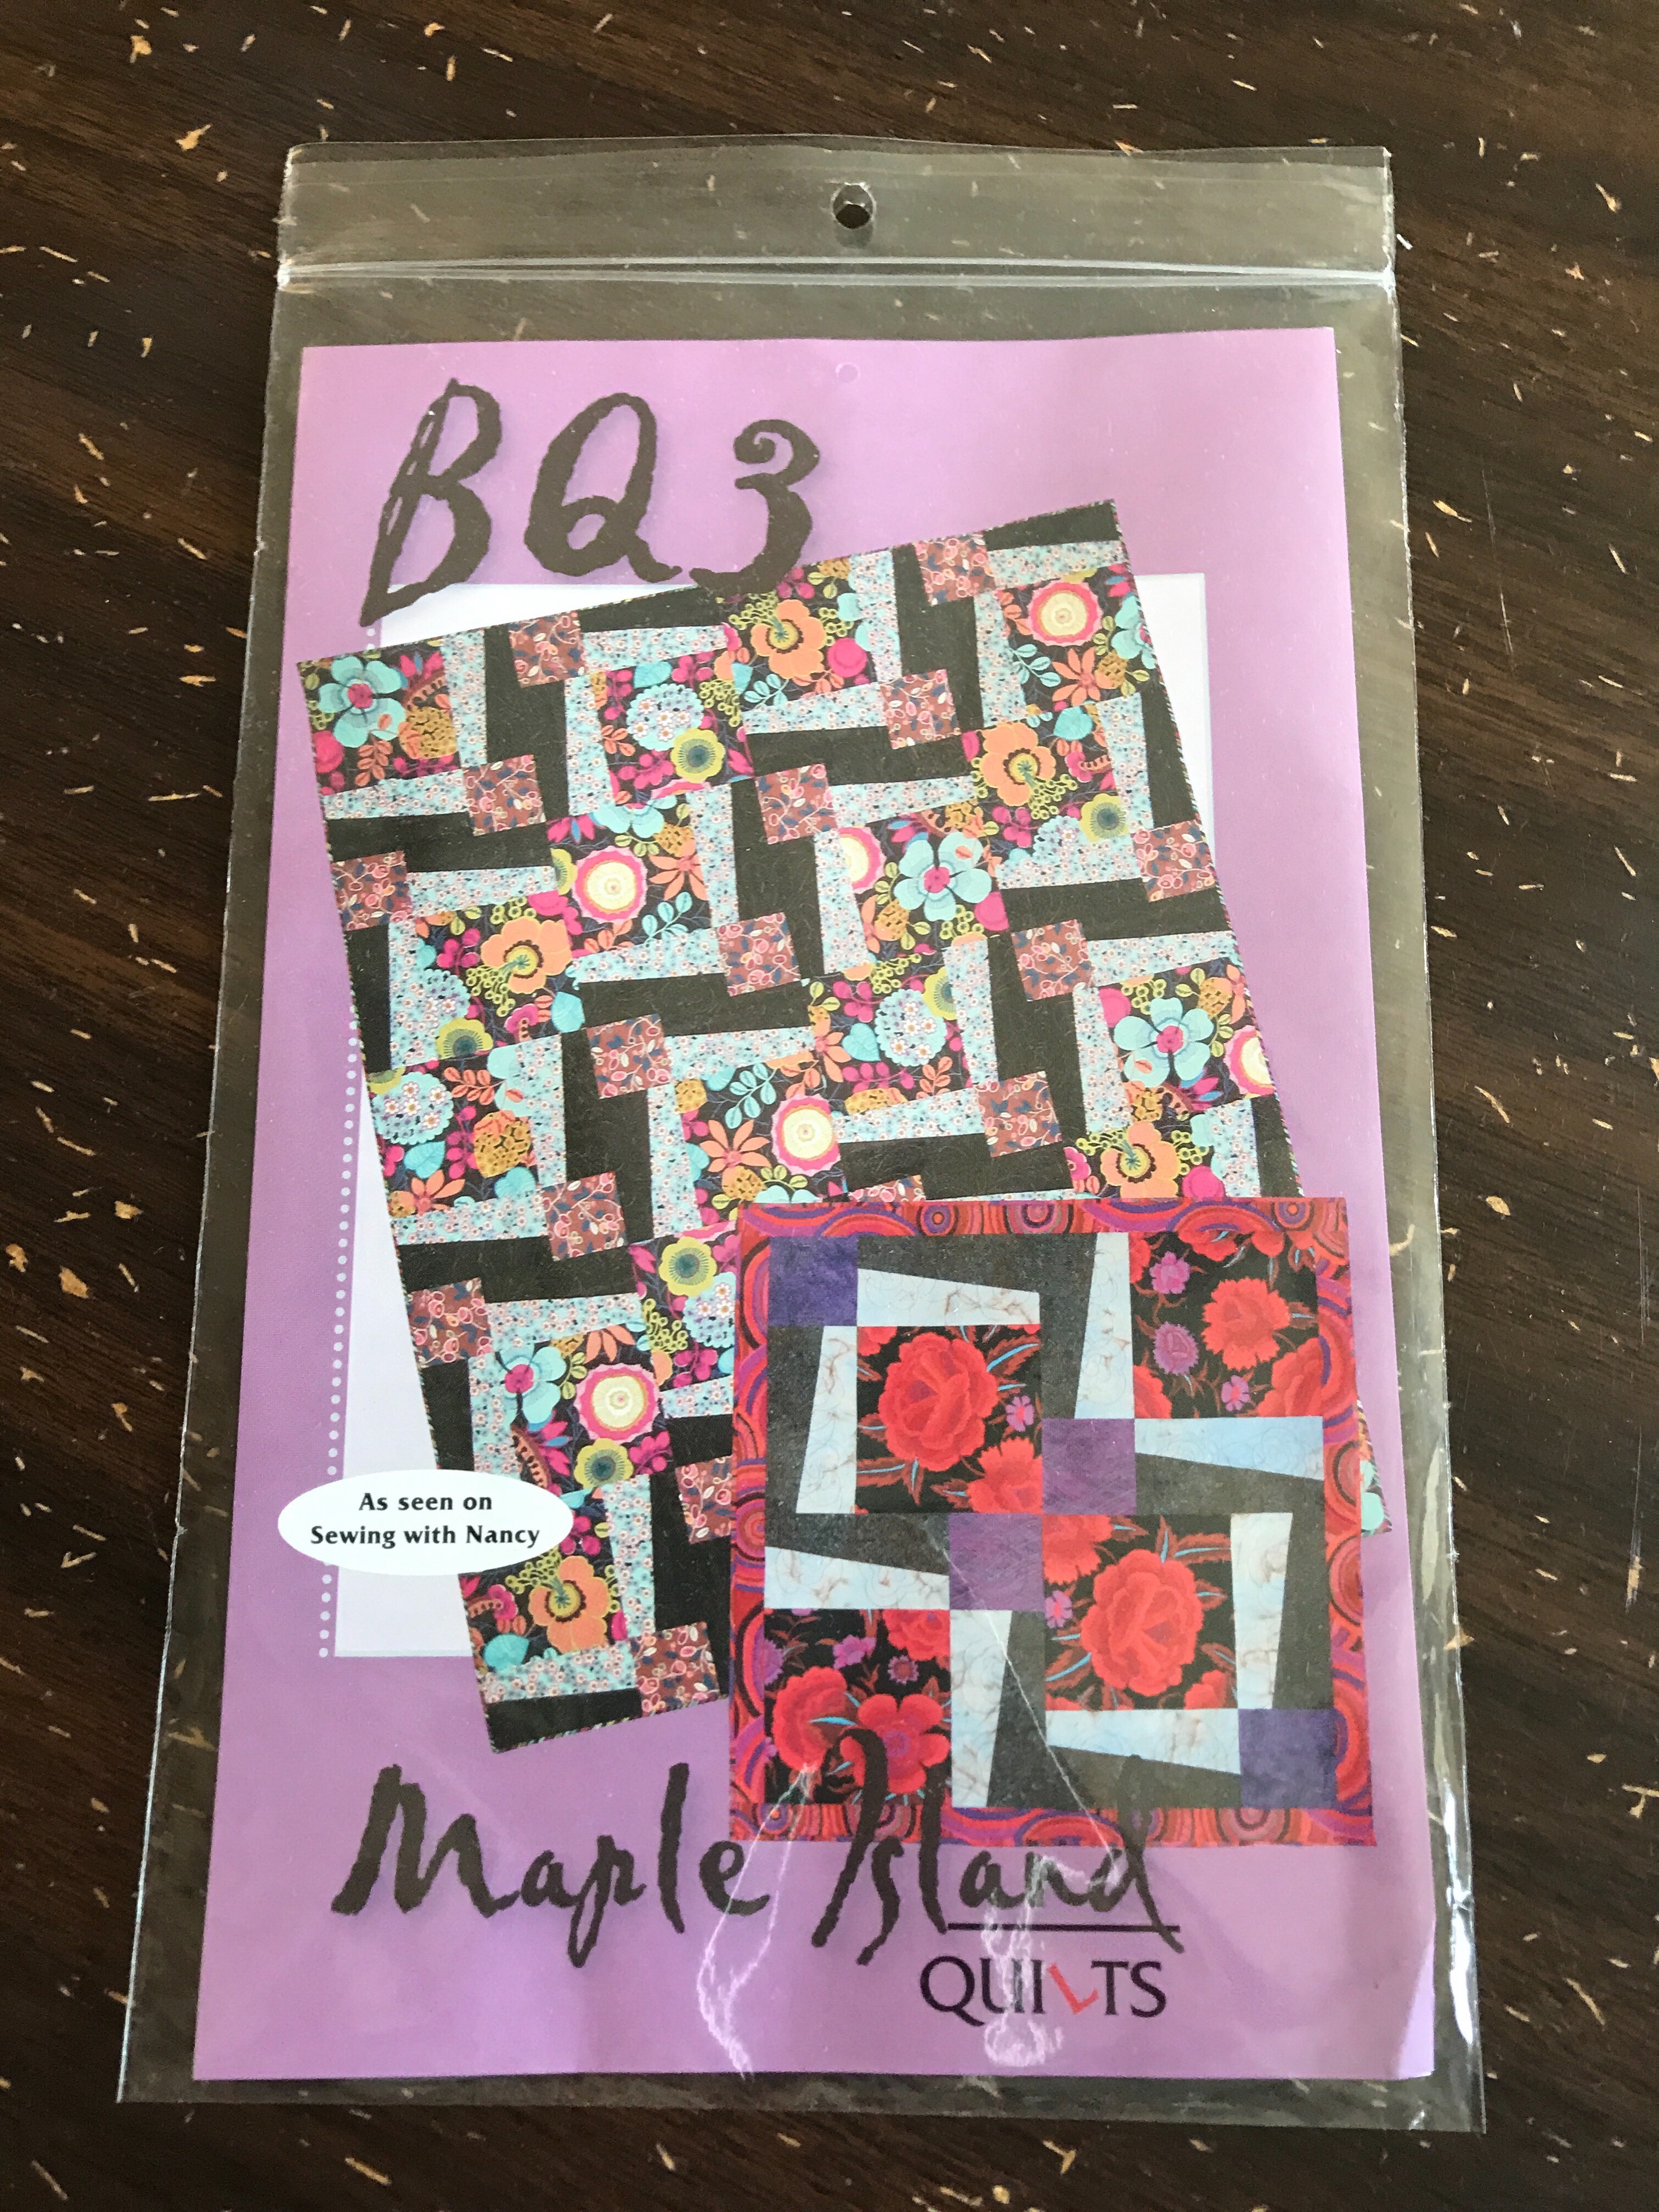 BQ3
As seen on
Sewing with Nancy
Maple Island
QUILTS